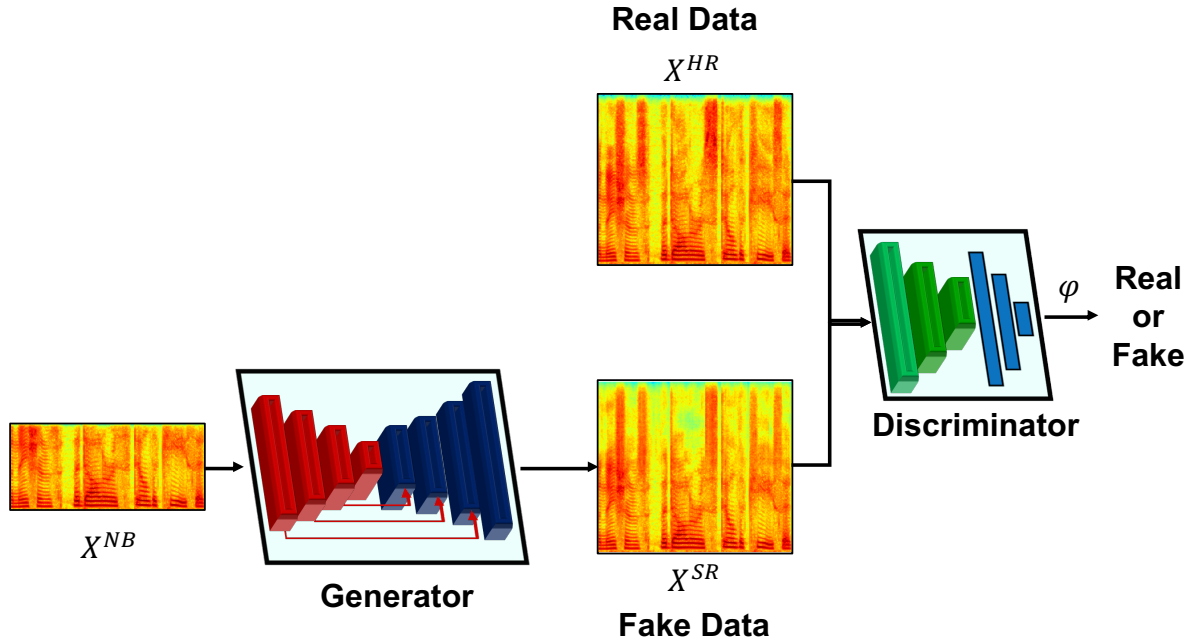 Real Data
X^{HR}
φ
Real
or
Fake
Discriminator
X^{NB}
Generator
X^{SR}
Fake Data